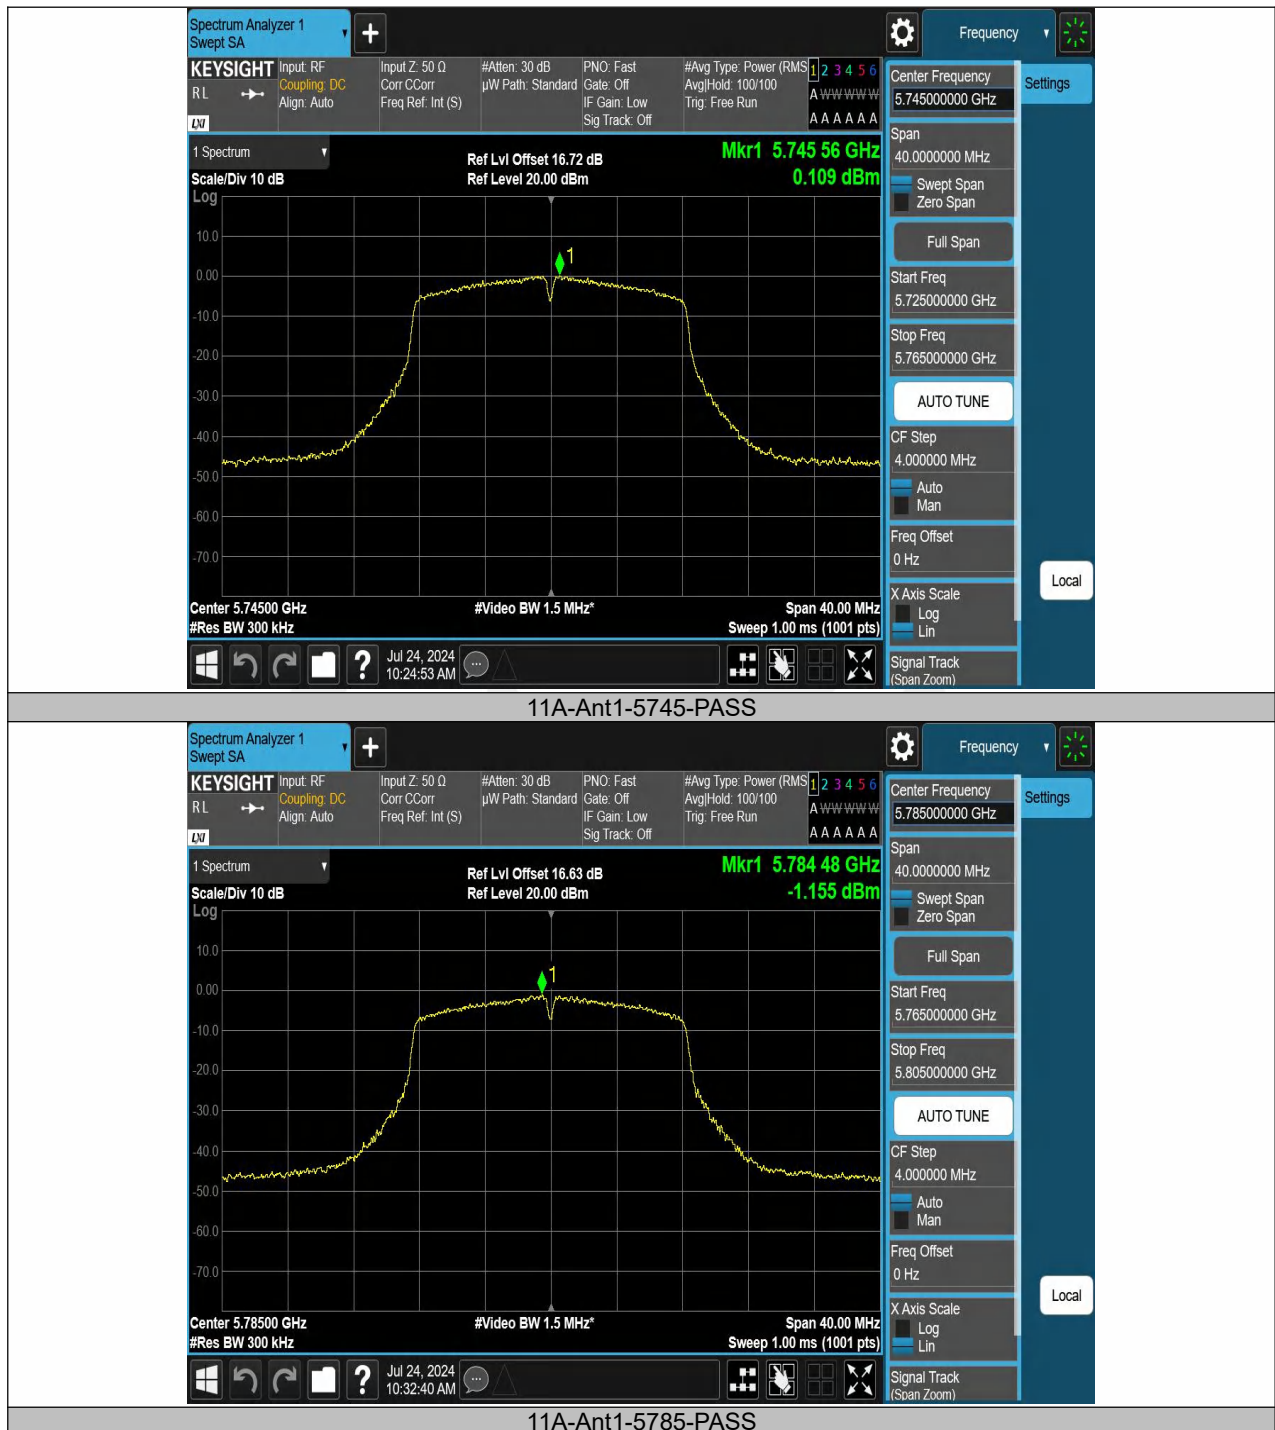 Spectrum Analyzer 1
Swept SA
+
Frequency
KEYSIGHT
R L
LXI
Input: RF
Coupling: DC
Align: Auto
Input Z: 50 Ω
Corr CCorr
Freq Ref: Int (S)
#Atten: 30 dB
µW Path: Standard
PNO: Fast
Gate: Off
IF Gain: Low
Sig Track: Off
#Avg Type: Power (RMS
Avg|Hold: 100/100
Trig: Free Run
1 2 3 4 5 6
A W W W W W
A A A A A A
1 Spectrum
Scale/Div 10 dB
Log
Ref Lvl Offset 16.72 dB
Ref Level 20.00 dBm
Mkr1 5.745 56 GHz
0.109 dBm
10.0
0.00
-10.0
-20.0
-30.0
-40.0
-50.0
-60.0
-70.0
1
Center 5.74500 GHz
#Res BW 300 kHz
#Video BW 1.5 MHz*
Span 40.00 MHz
Sweep 1.00 ms (1001 pts)
?
Jul 24, 2024
10:24:53 AM
Center Frequency
5.745000000 GHz
Settings
Span
40.0000000 MHz
Swept Span
Zero Span
Full Span
Start Freq
5.725000000 GHz
Stop Freq
5.765000000 GHz
AUTO TUNE
CF Step
4.000000 MHz
Auto
Man
Freq Offset
0 Hz
X Axis Scale
Log
Lin
Local
Signal Track
(Span Zoom)
11A-Ant1-5745-PASS
Spectrum Analyzer 1
Swept SA
+
Frequency
KEYSIGHT
R L
LXI
Input: RF
Coupling: DC
Align: Auto
Input Z: 50 Ω
Corr CCorr
Freq Ref: Int (S)
#Atten: 30 dB
µW Path: Standard
PNO: Fast
Gate: Off
IF Gain: Low
Sig Track: Off
#Avg Type: Power (RMS
Avg|Hold: 100/100
Trig: Free Run
1 2 3 4 5 6
A W W W W W
A A A A A A
1 Spectrum
Scale/Div 10 dB
Log
Ref Lvl Offset 16.63 dB
Ref Level 20.00 dBm
Mkr1 5.784 48 GHz
-1.155 dBm
10.0
0.00
-10.0
-20.0
-30.0
-40.0
-50.0
-60.0
-70.0
1
Center 5.78500 GHz
#Res BW 300 kHz
#Video BW 1.5 MHz*
Span 40.00 MHz
Sweep 1.00 ms (1001 pts)
?
Jul 24, 2024
10:32:40 AM
Center Frequency
5.785000000 GHz
Settings
Span
40.0000000 MHz
Swept Span
Zero Span
Full Span
Start Freq
5.765000000 GHz
Stop Freq
5.805000000 GHz
AUTO TUNE
CF Step
4.000000 MHz
Auto
Man
Freq Offset
0 Hz
X Axis Scale
Log
Lin
Local
Signal Track
(Span Zoom)
11A-Ant1-5785-PASS